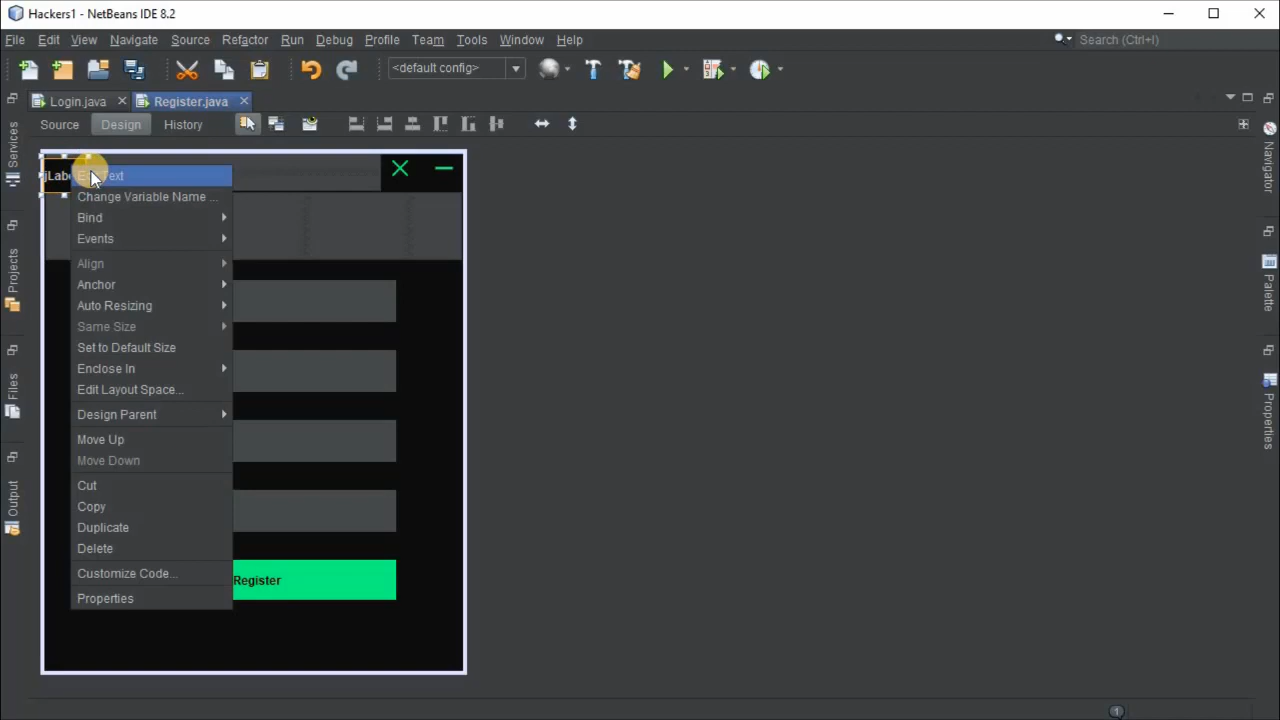 Hackers1 - NetBeans IDE 8.2
File Edit View Navigate Source Refactor Run Debug Profile Team Tools Window Help
Search (Ctrl+I)
<default config>
Login.java
Register.java
Source Design History
Services
Projects
Files
Output
Navigator
Palette
Properties
Text
Change Variable Name ...
Bind
Events
Align
Anchor
Auto Resizing
Same Size
Set to Default Size
Enclose In
Edit Layout Space...
Design Parent
Move Up
Move Down
Cut
Copy
Duplicate
Delete
Customize Code...
Properties
Register
1